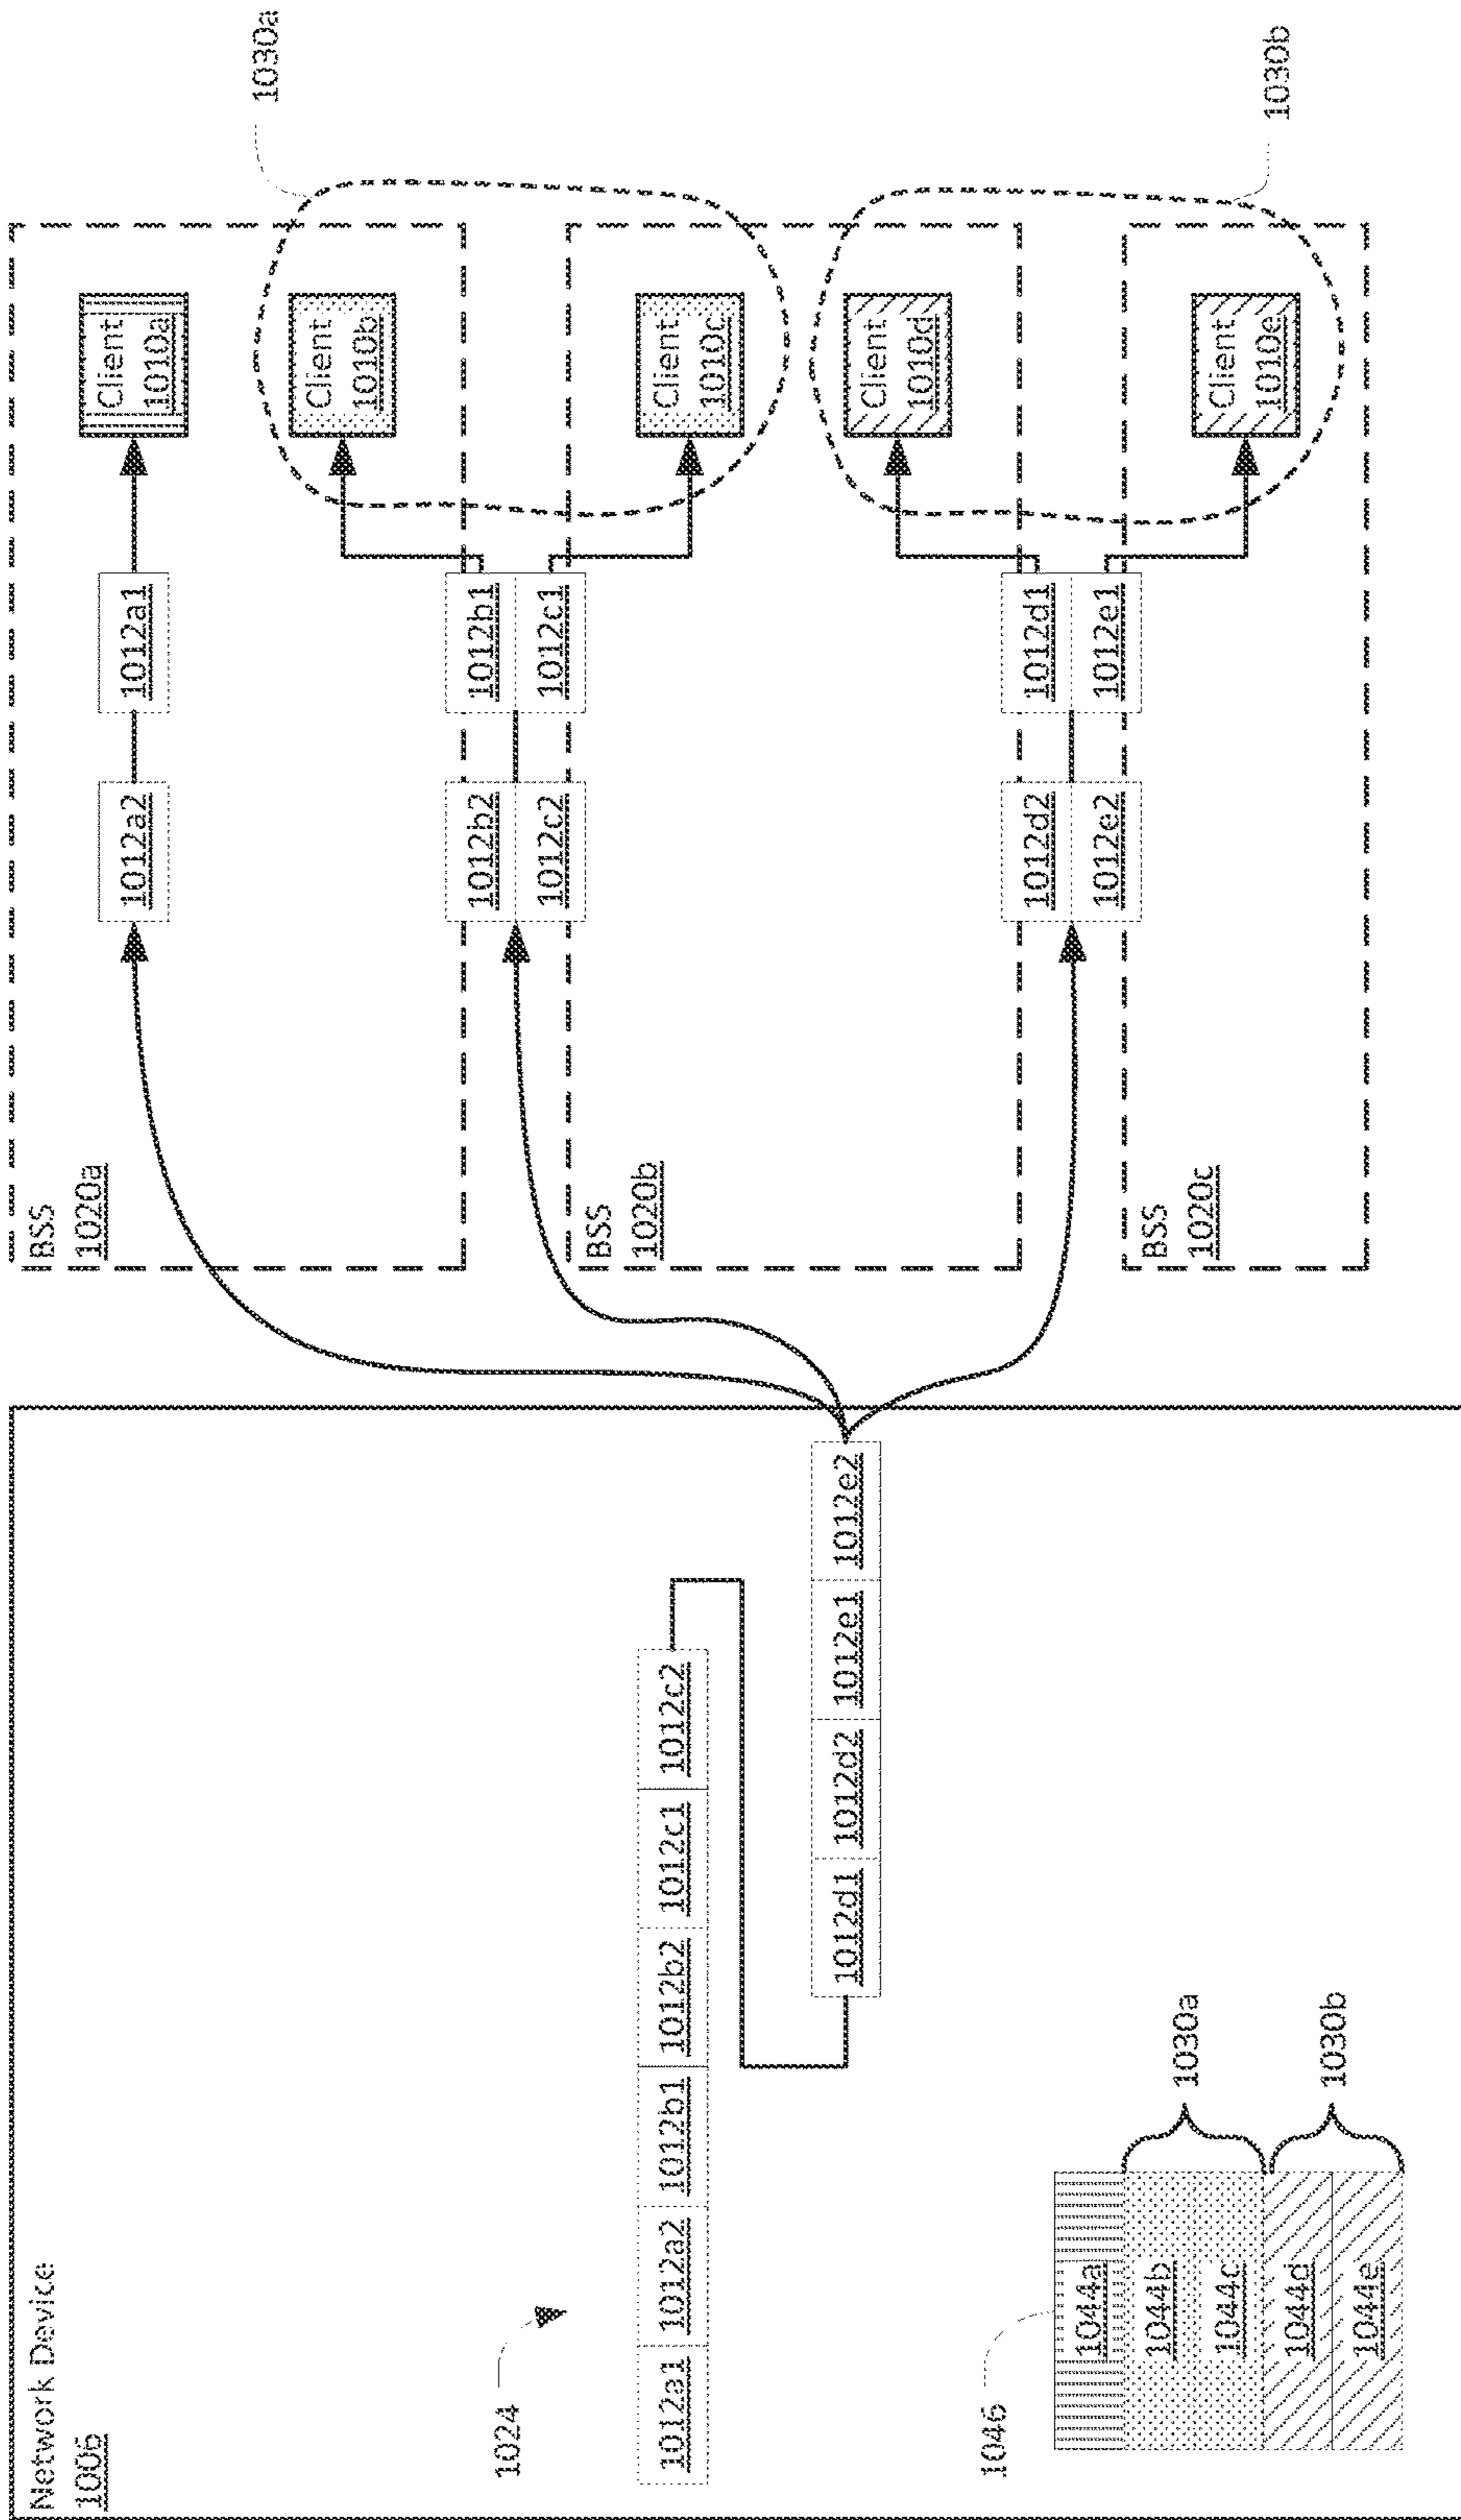 Network Device
1006
1024
1012a1 1012a2 1012b1 1012b2 1012c1 1012c2
1012d1 1012d2 1012e1 1012e2
1046
1044a
1044b
1044c
1044d
1044e
1030a
1030b
BSS
1020a
1012a2 1012a1
Client
1010a
Client
1010b
1030a
1012b2 1012b1
1012c2 1012c1
BSS
1020b
Client
1010c
Client
1010d
1012d2 1012d1
1012e2 1012e1
BSS
1020c
Client
1010e
1030b